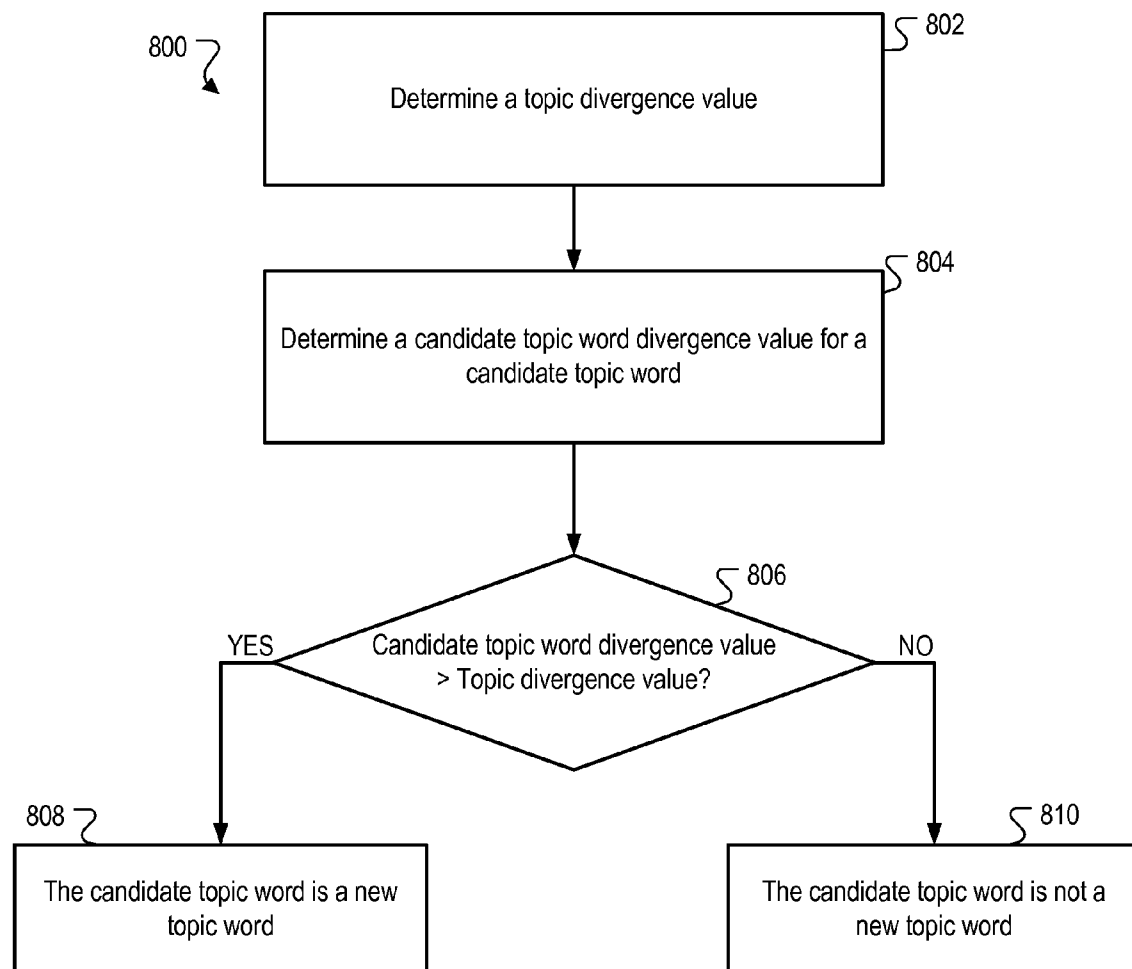 800
802
Determine a topic divergence value
804
Determine a candidate topic word divergence value for a
candidate topic word
806
YES
Candidate topic word divergence value
> Topic divergence value?
NO
808
The candidate topic word is a new
topic word
810
The candidate topic word is not a
new topic word